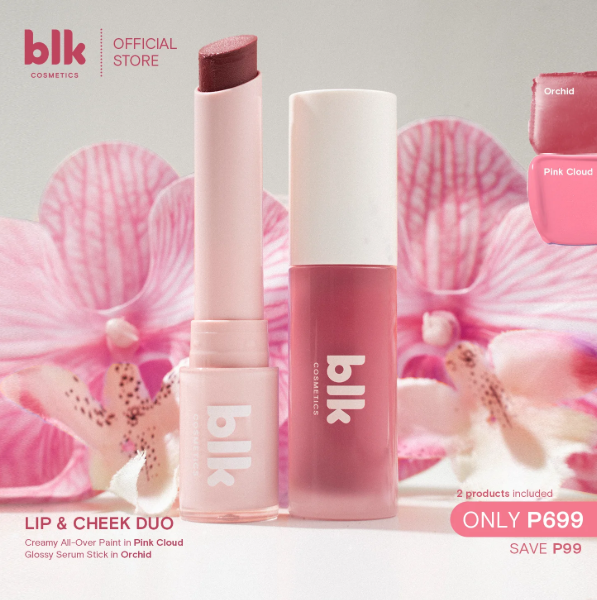 blk
COSMETICS
OFFICIAL
STORE
Orchid
Pink Cloud
blk
COSMETICS
blk
COSMETICS
2 products included
ONLY P699
SAVE P99
LIP & CHEEK DUO
Creamy All-Over Paint in Pink Cloud
Glossy Serum Stick in Orchid